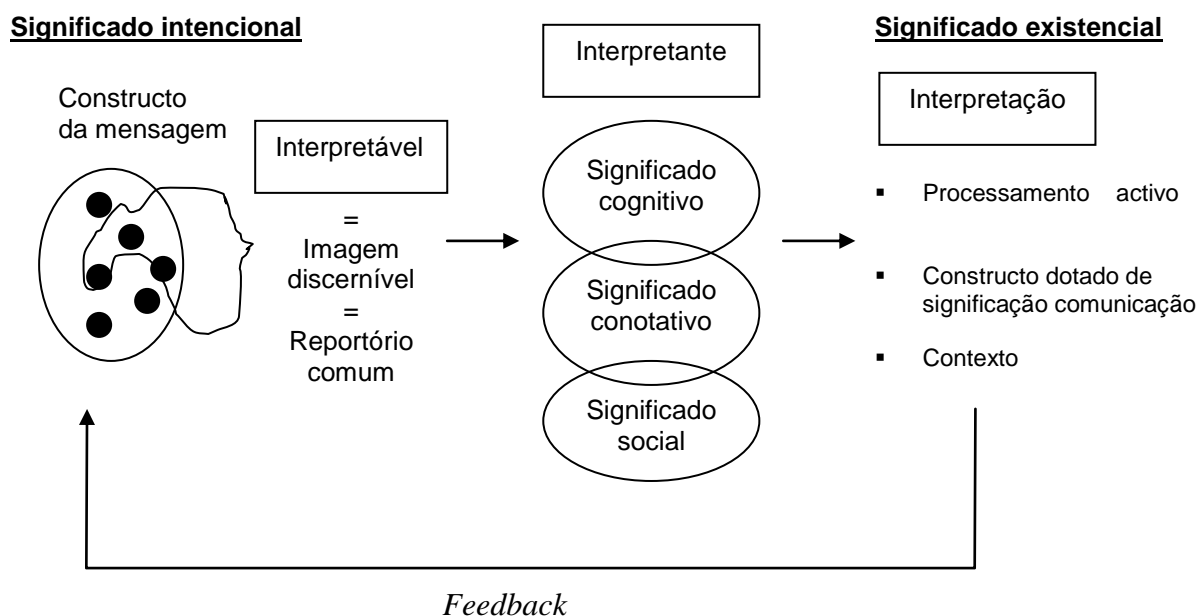 Significado intencional
Constructo
da mensagem
Interpretável
=
Imagem
discernível
=
Reportório
comum
Interpretante
Significado
cognitivo
Significado
conotativo
Significado
social
Significado existencial
Interpretação
▪ Processamento activo
▪ Constructo dotado de
significação comunicação
▪ Contexto
Feedback